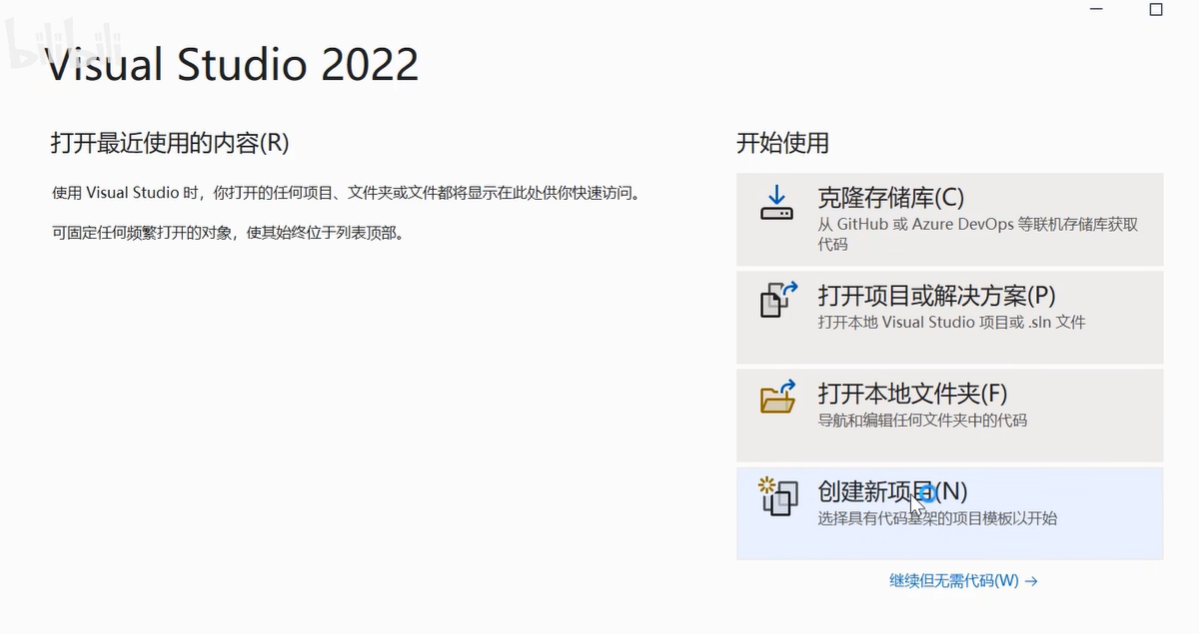 bilibili
Visual Studio 2022
打开最近使用的内容(R)
使用 Visual Studio 时，你打开的任何项目、文件夹或文件都将显示在此处供你快速访问。
可固定任何频繁打开的对象，使其始终位于列表顶部。
开始使用
克隆存储库(C)
从 GitHub 或 Azure DevOps 等联机存储库获取
代码
打开项目或解决方案(P)
打开本地 Visual Studio 项目或 .sln 文件
打开本地文件夹(F)
导航和编辑任何文件夹中的代码
创建新项目(N)
选择具有代码基架的项目模板以开始
继续但无需代码(W) →